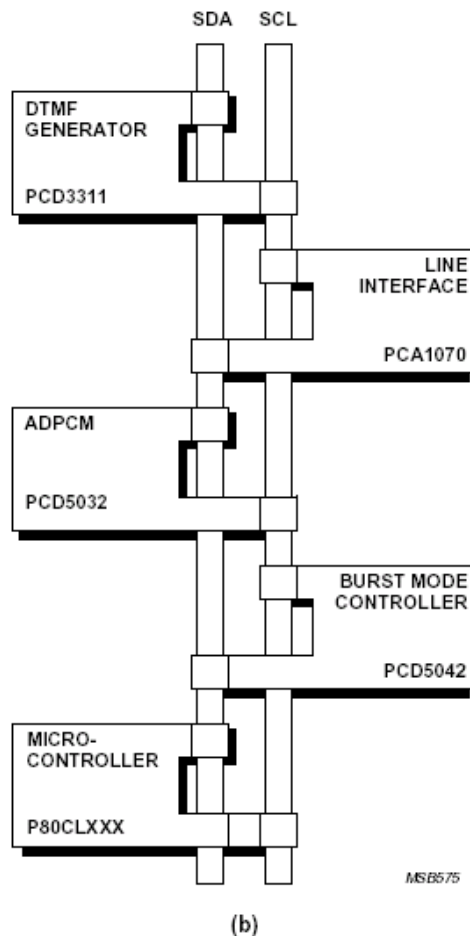 SDA SCL
DTMF
GENERATOR
PCD3311
LINE
INTERFACE
PCA1070
ADPCM
PCD5032
BURST MODE
CONTROLLER
PCD5042
MICRO-
CONTROLLER
P80CLXXX
MSB575
(b)